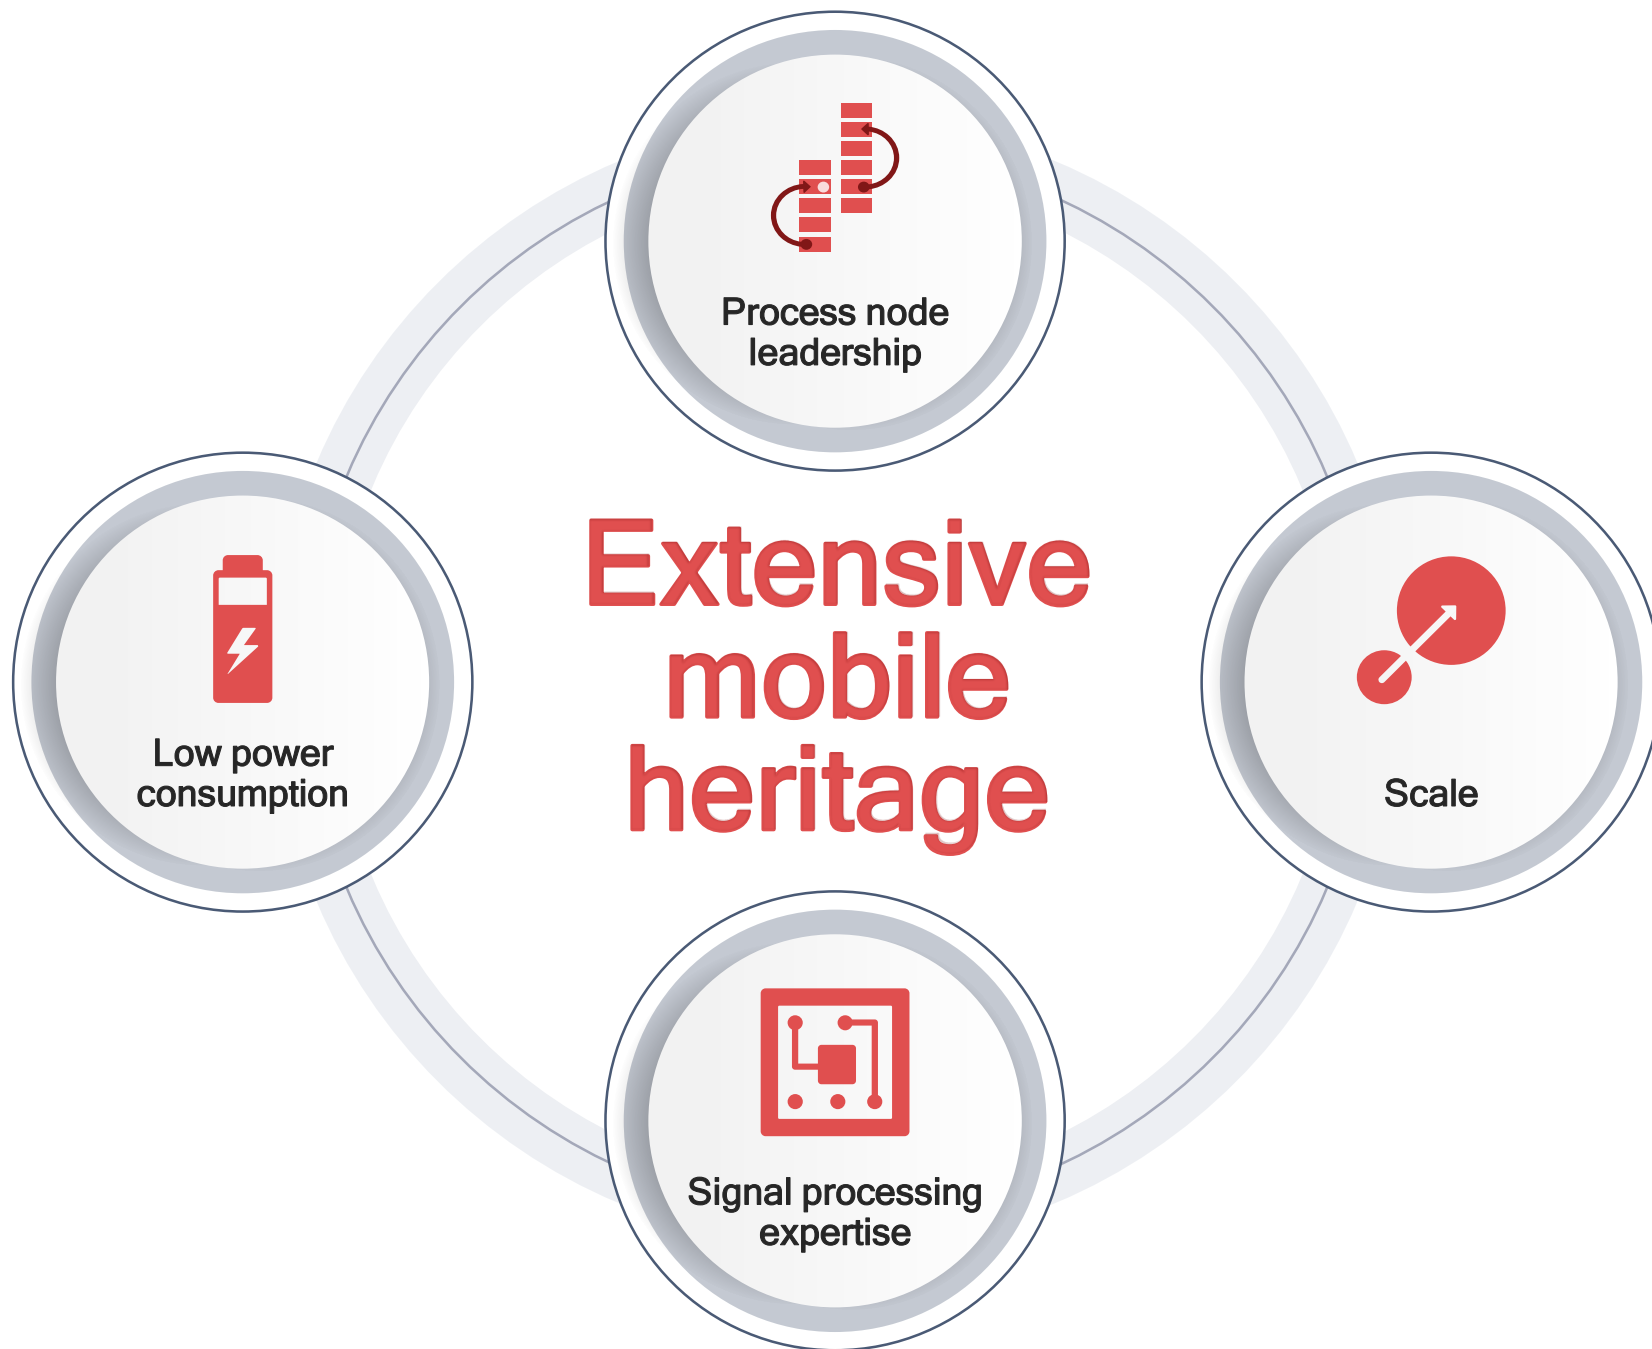 Process node
leadership
Extensive
mobile
heritage
Low power
consumption
Scale
Signal processing
expertise